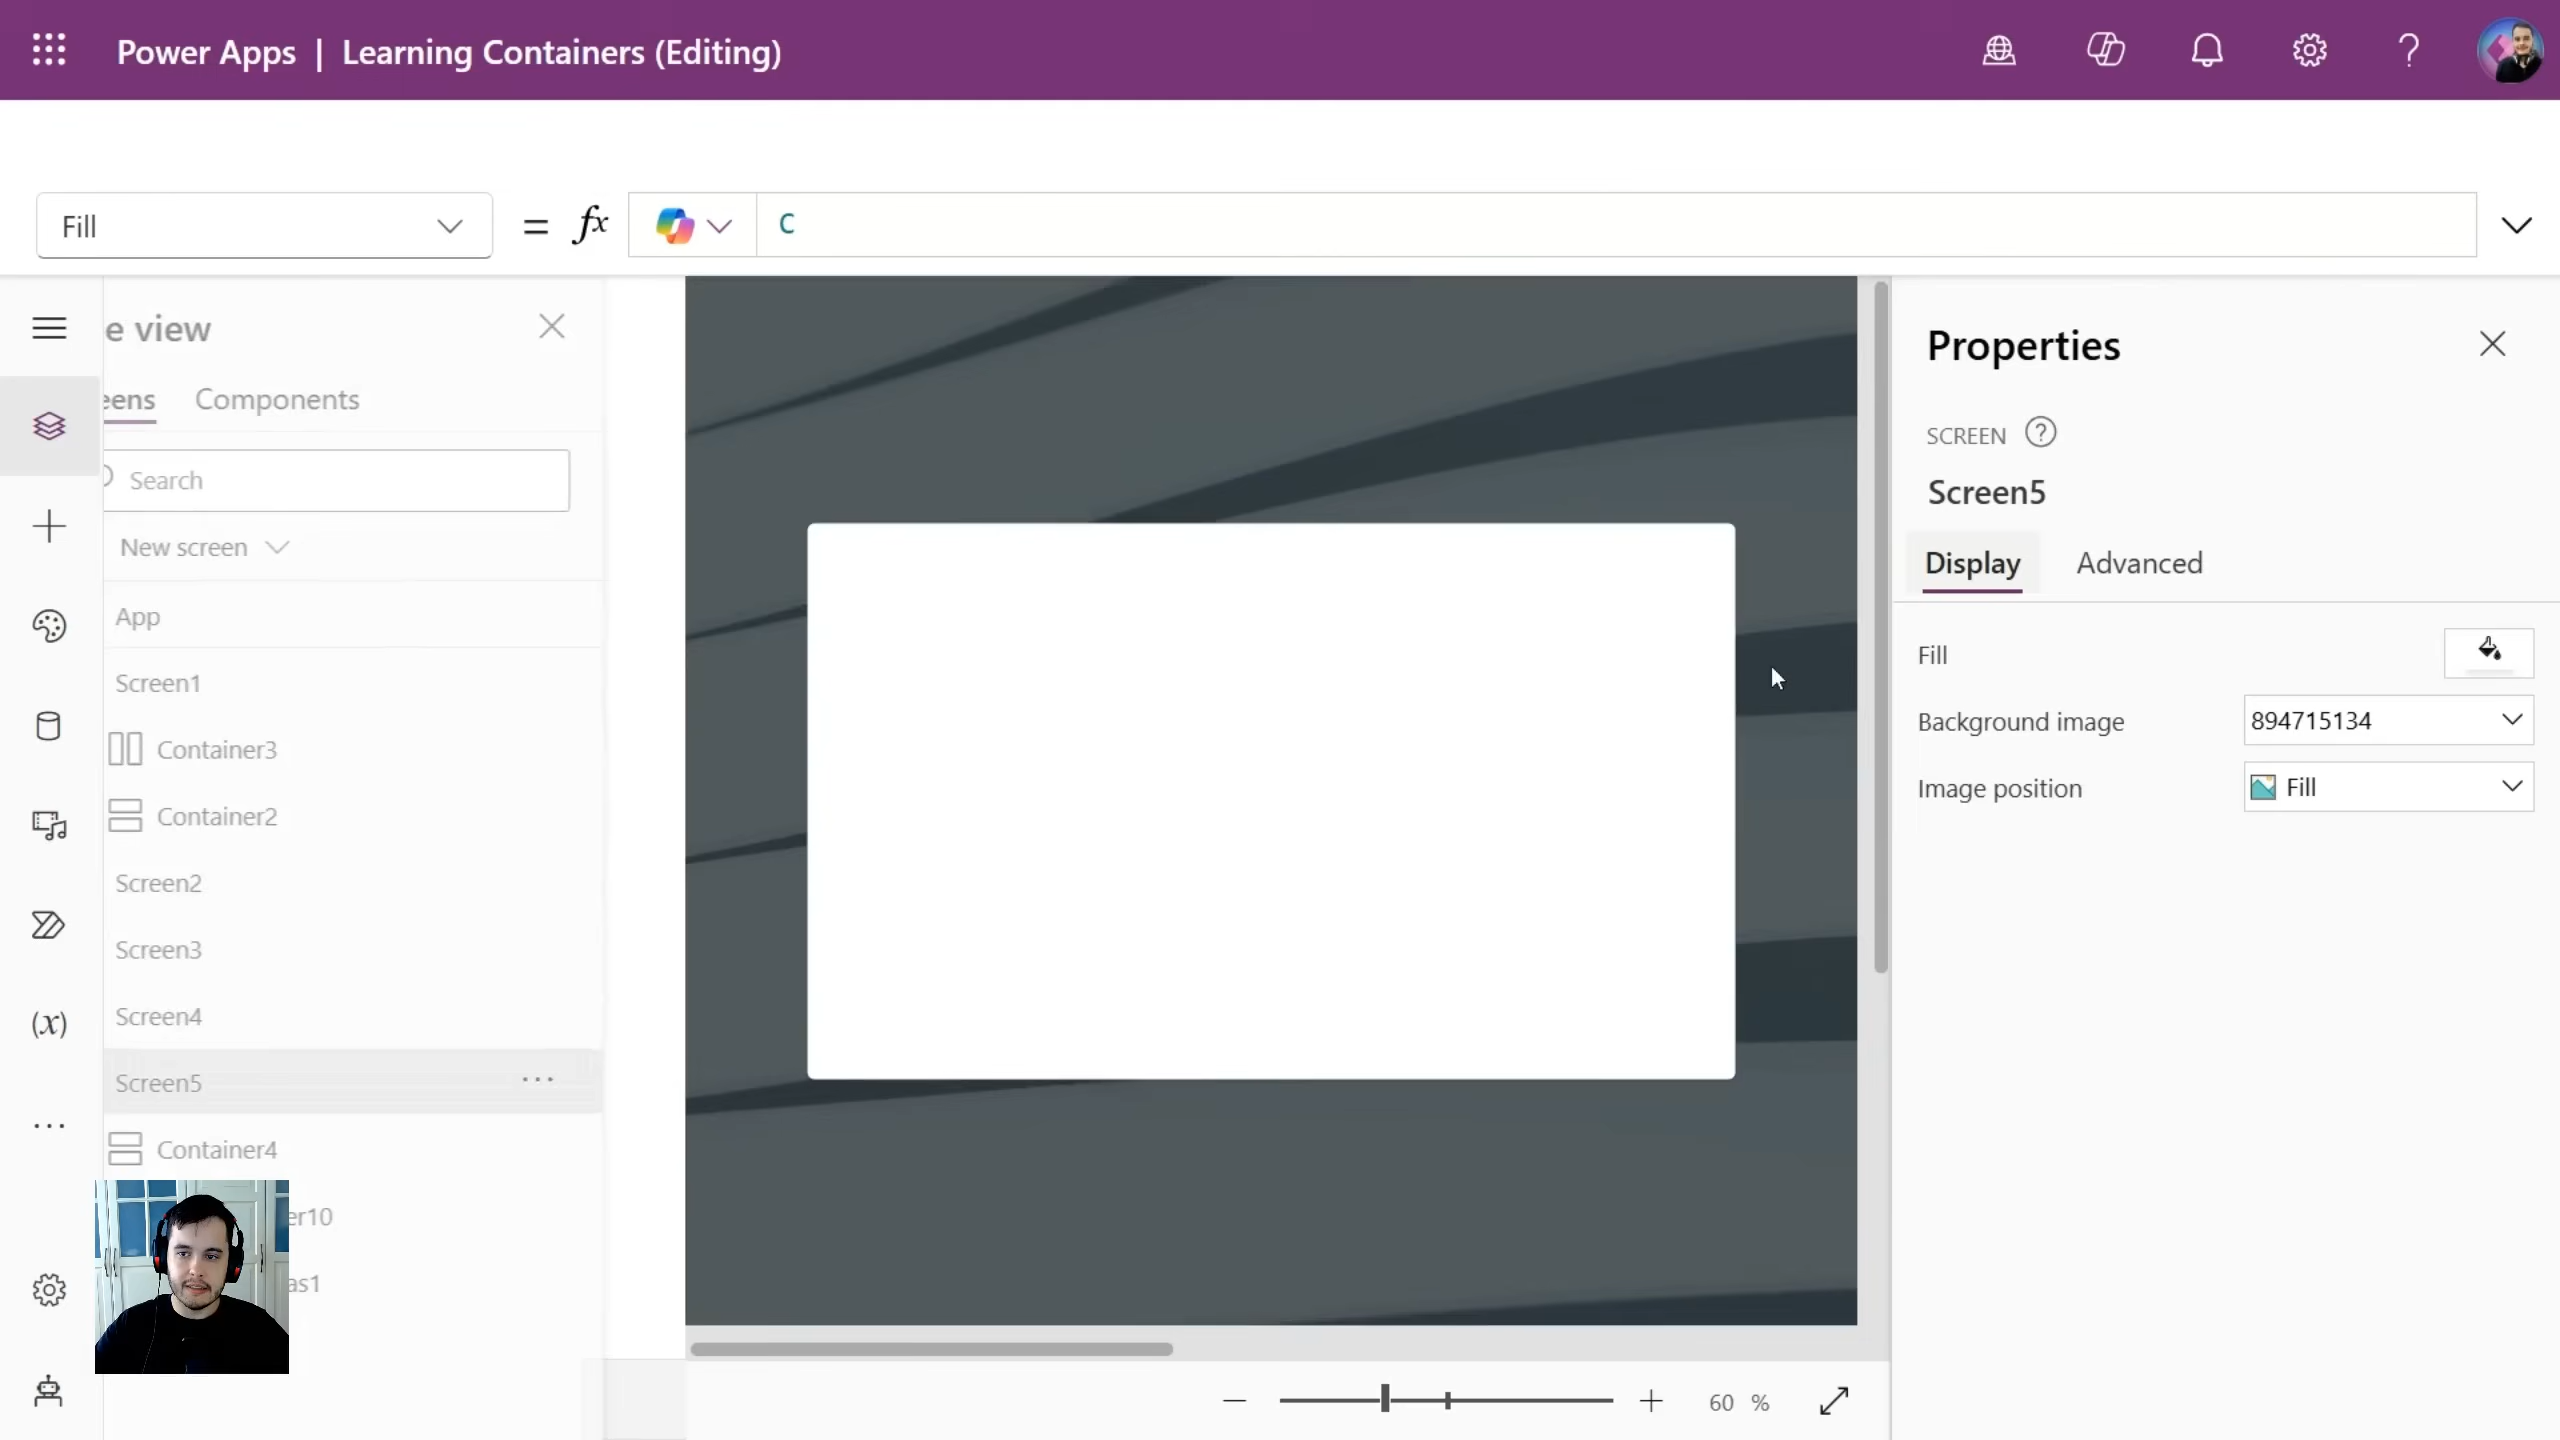 Power Apps | Learning Containers (Editing)
Fill
= fx
C
e view
eens Components
Search
New screen
App
Screen1
Container3
Container2
Screen2
Screen3
Screen4
Screen5
Container4
er10
as1
(x)
Properties
SCREEN
Screen5
Display Advanced
Fill
Background image 894715134
Image position Fill
60 %